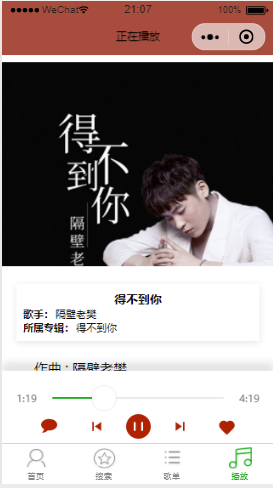 WeChat
21:07
100%
正在播放
得
不
到
你
隔壁老
得到不你
歌手：隔壁老樊
所属专辑：得不到你
作曲：隔壁老樊
1:19
4:19
首页
搜索
歌单
播放